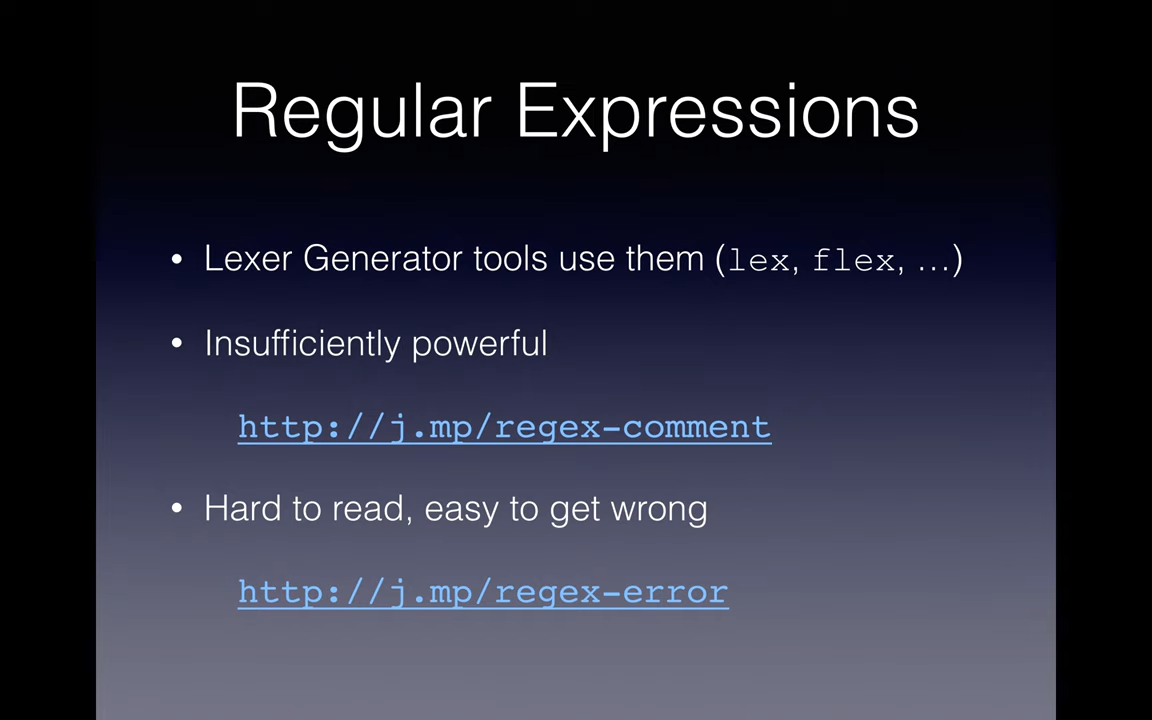 Regular Expressions
• Lexer Generator tools use them (lex, flex, …)
• Insufficiently powerful
http://j.mp/regex-comment
• Hard to read, easy to get wrong
http://j.mp/regex-error